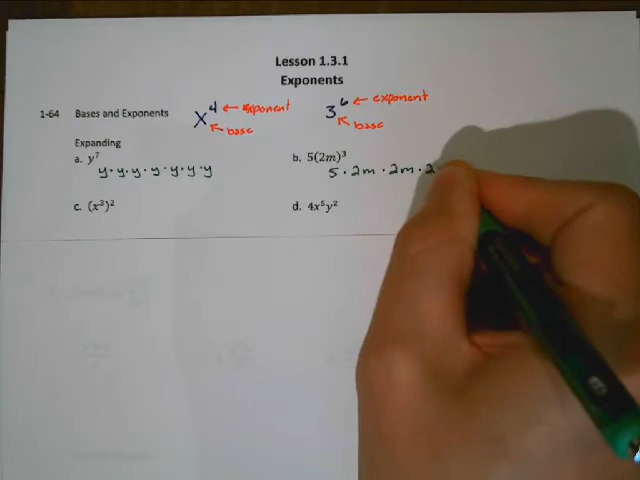 Lesson 1.3.1
Exponents
1-64 Bases and Exponents x⁴ ← exponent ↖ base 3⁶ ← exponent ↖ base
Expanding
a. y⁷ b. 5(2m)³
y·y·y·y·y·y·y 5·2m·2m·2
c. (x³)² d. 4x⁵y²